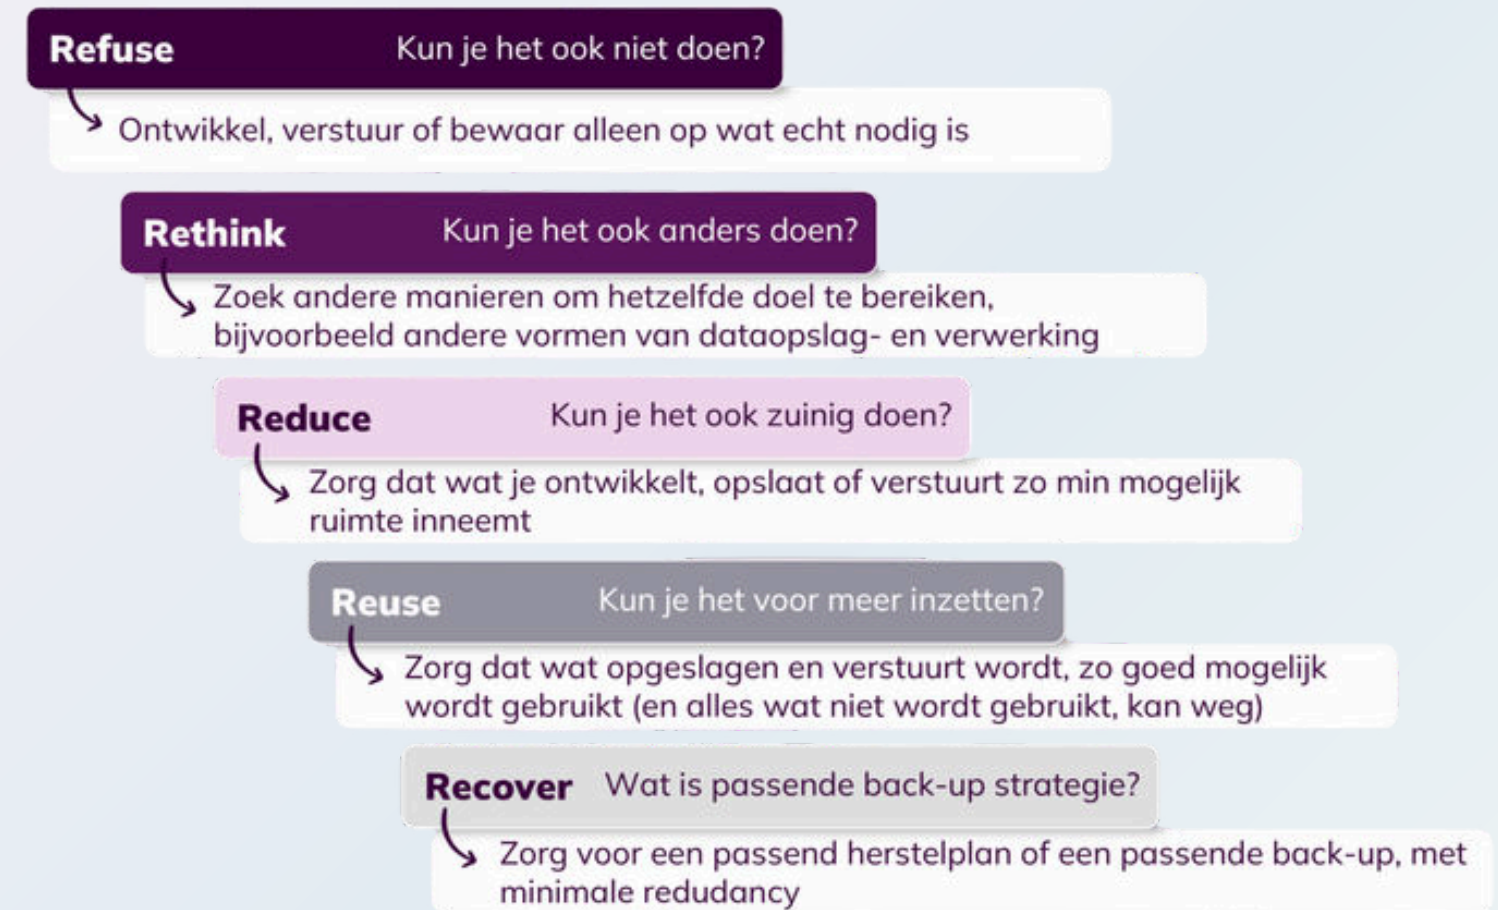 Refuse Kun je het ook niet doen?
Ontwikkel, verstuur of bewaar alleen op wat echt nodig is
Rethink Kun je het ook anders doen?
Zoek andere manieren om hetzelfde doel te bereiken,
bijvoorbeeld andere vormen van dataopslag- en verwerking
Reduce Kun je het ook zuinig doen?
Zorg dat wat je ontwikkelt, opslaat of verstuurt zo min mogelijk
ruimte inneemt
Reuse Kun je het voor meer inzetten?
Zorg dat wat opgeslagen en verstuurt wordt, zo goed mogelijk
wordt gebruikt (en alles wat niet wordt gebruikt, kan weg)
Recover Wat is passende back-up strategie?
Zorg voor een passend herstelplan of een passende back-up, met
minimale redudancy